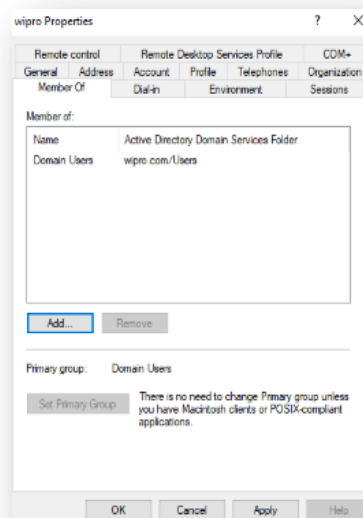 wipro Properties ? X
Remote control Remote Desktop Services Profile COM+
General Address Account Profile Telephones Organization
Member Of Dial-in Environment Sessions
Member of:
Name Active Directory Domain Services Folder
Domain Users wipro.com/Users
Add... Remove
Primary group: Domain Users
Set Primary Group There is no need to change Primary group unless
you have Macintosh clients or POSIX-compliant
applications.
OK Cancel Apply Help